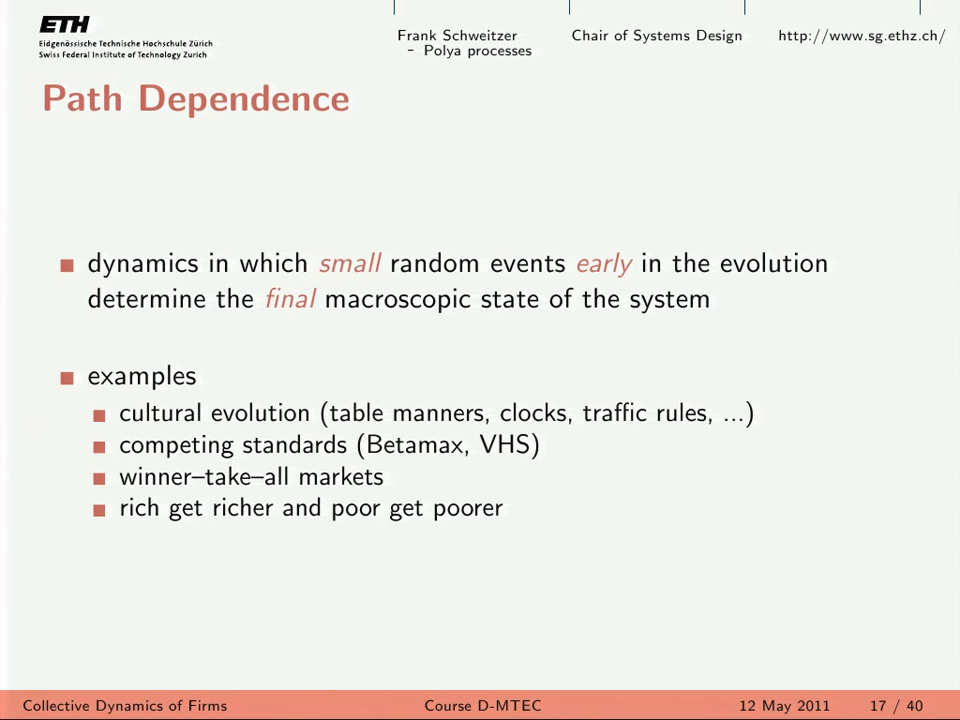 ETH
Eidgenössische Technische Hochschule Zürich
Swiss Federal Institute of Technology Zurich
Frank Schweitzer
- Polya processes
Chair of Systems Design
http://www.sg.ethz.ch/
Path Dependence
dynamics in which small random events early in the evolution
determine the final macroscopic state of the system
examples
cultural evolution (table manners, clocks, traffic rules, ...)
competing standards (Betamax, VHS)
winner–take–all markets
rich get richer and poor get poorer
Collective Dynamics of Firms
Course D-MTEC
12 May 2011
17 / 40